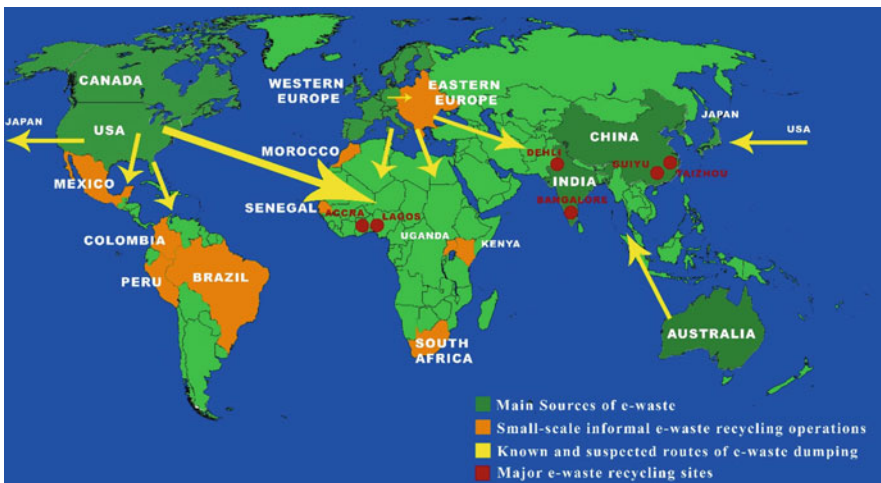 CANADA
WESTERN
EUROPE
EASTERN
EUROPE
JAPAN
USA
JAPAN
USA
CHINA
MOROCCO
DEHLI
GUIYU
TAIZHOU
MEXICO
INDIA
SENEGAL
ACCRA
LAGOS
BANGALORE
COLOMBIA
UGANDA
KENYA
PERU
BRAZIL
SOUTH
AFRICA
AUSTRALIA
Main Sources of e-waste
Small-scale informal e-waste recycling operations
Known and suspected routes of e-waste dumping
Major e-waste recycling sites